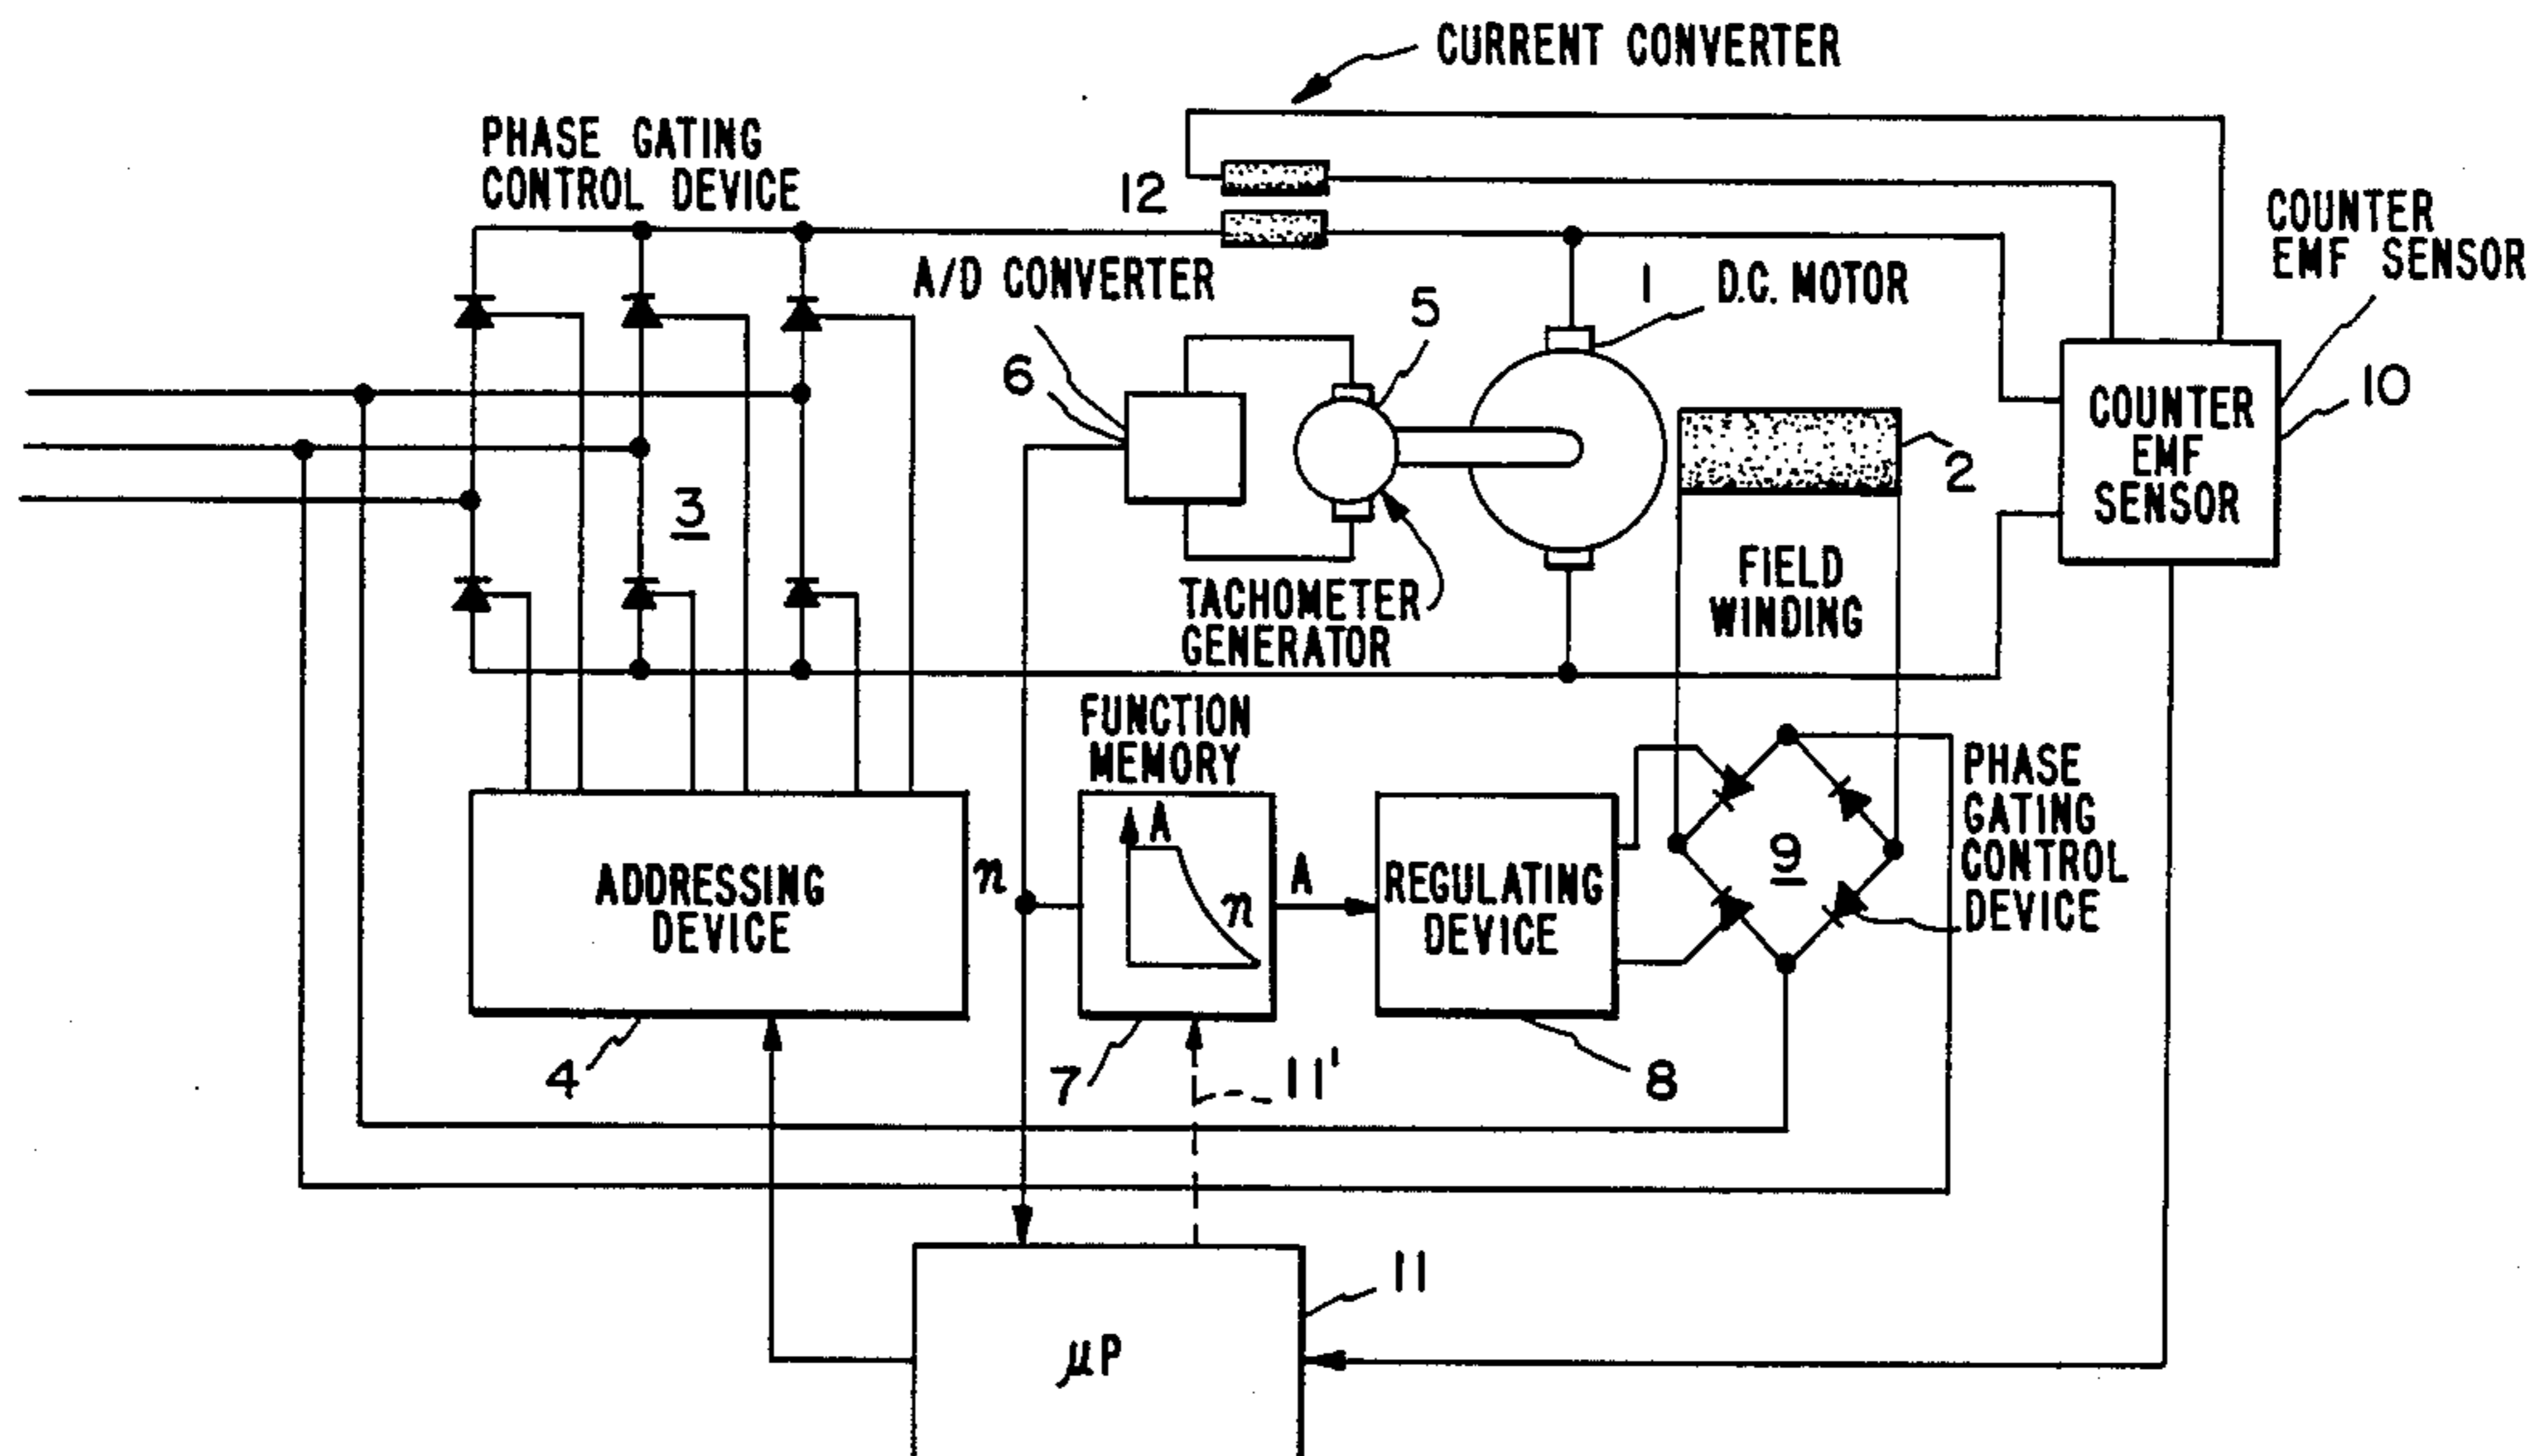 CURRENT CONVERTER
PHASE GATING
CONTROL DEVICE
12
COUNTER
EMF SENSOR
A/D CONVERTER
5
1
D.C. MOTOR
6
10
COUNTER
EMF
SENSOR
2
3
FIELD
WINDING
TACHOMETER
GENERATOR
FUNCTION
MEMORY
PHASE
GATING
CONTROL
DEVICE
A
n
9
ADDRESSING
DEVICE
n
A
REGULATING
DEVICE
4
7
11'
8
11
μP